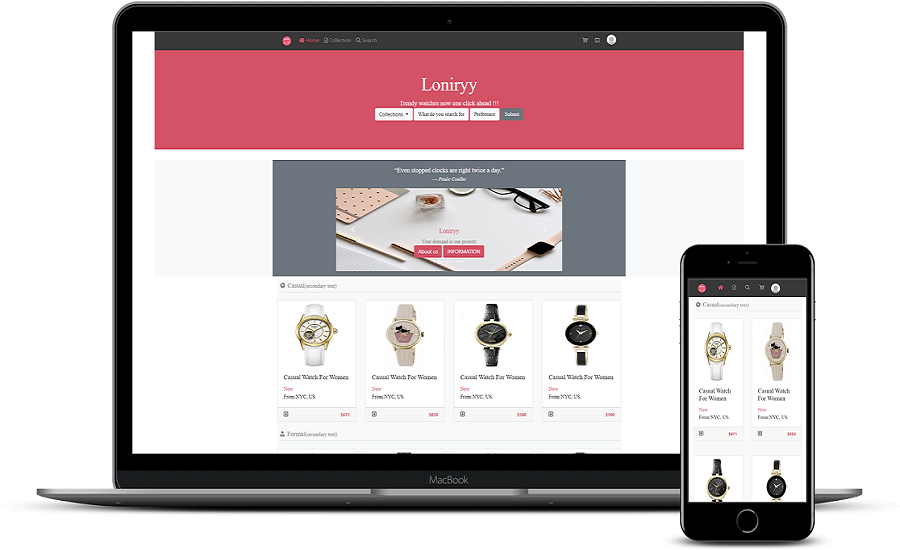 Home Collection Search
Loniryy
Trendy watches now one click ahead !!!
Collections What do you search for Preference Submit
“Even stopped clocks are right twice a day.”
— Paulo Coelho
Loniryy
Your demand is our priority
About us INFORMATION
Casual(secondary text)
Casual Watch For Women Casual Watch For Women Casual Watch For Women Casual Watch For Women
New New New New
From:NYC, US. From:NYC, US. From:NYC, US. From:NYC, US.
$671 $100
Formal(secondary text)
MacBook
Casual(secondary text)
Casual Watch Casual Watch
For Women For Women
New New
From:NYC, US. From:NYC, US.
$671